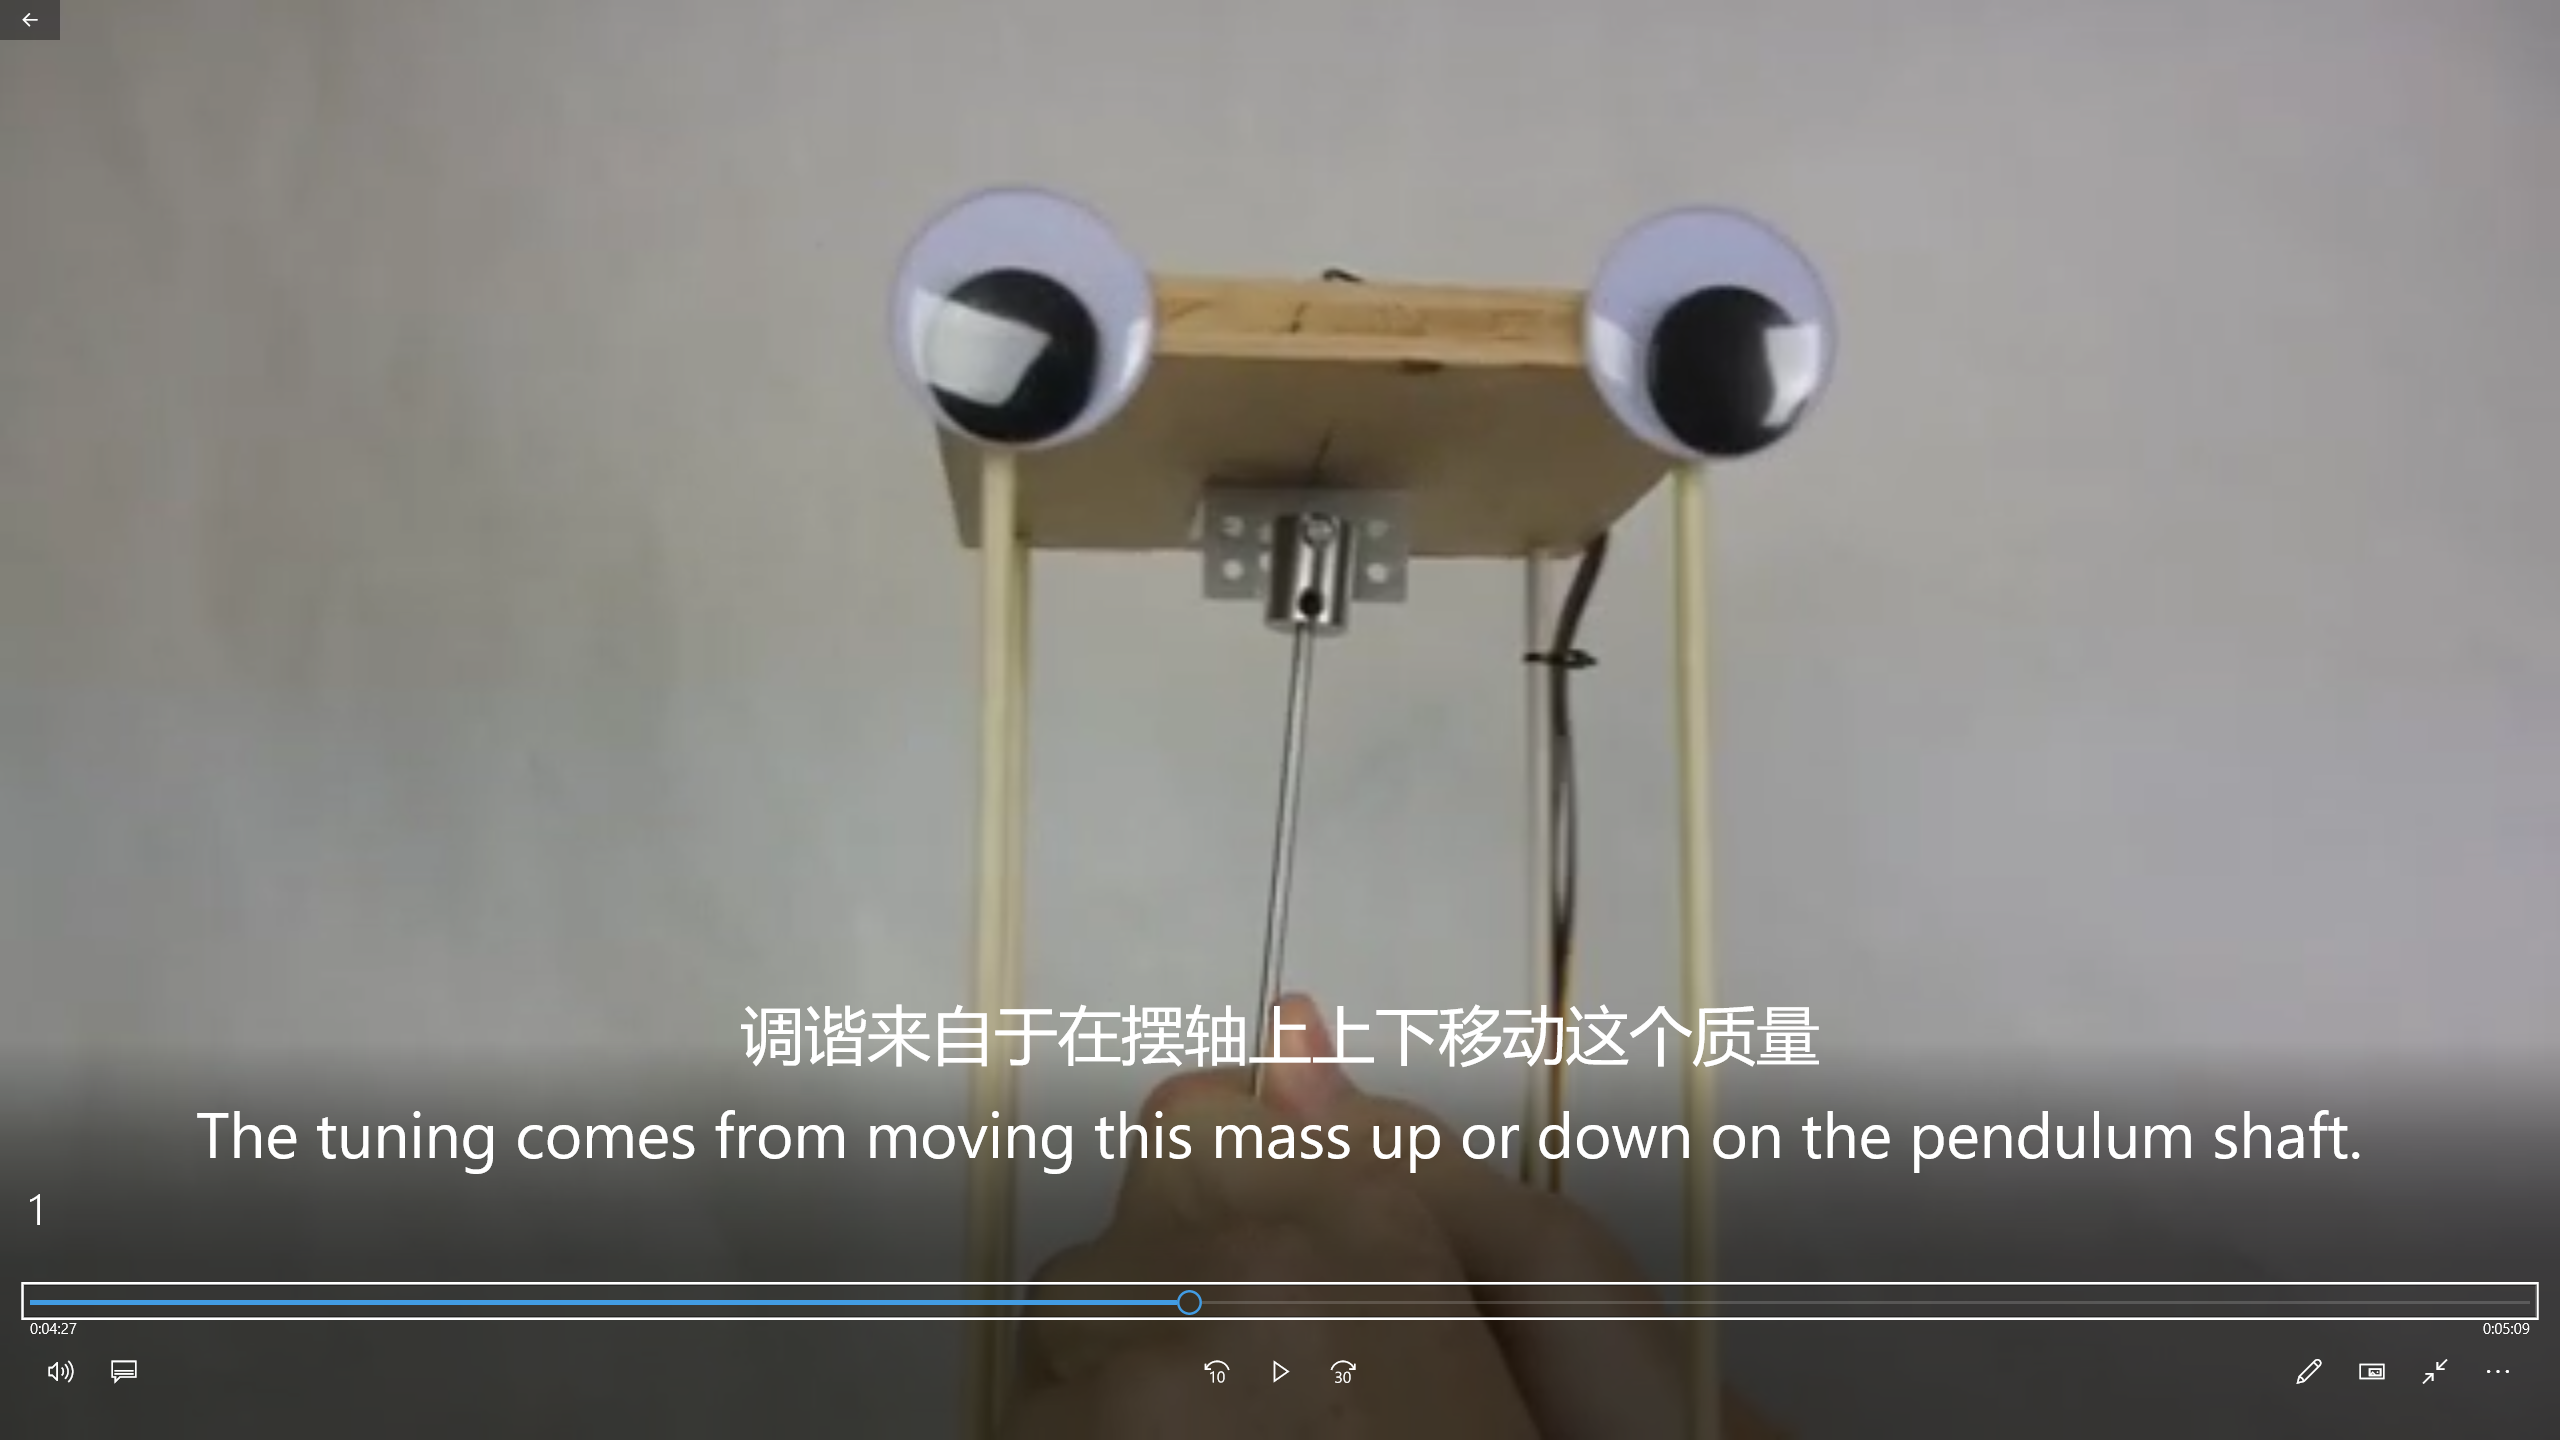 调谐来自于在摆轴上上下移动这个质量
The tuning comes from moving this mass up or down on the pendulum shaft.
1
0:04:27
0:05:09
10
30